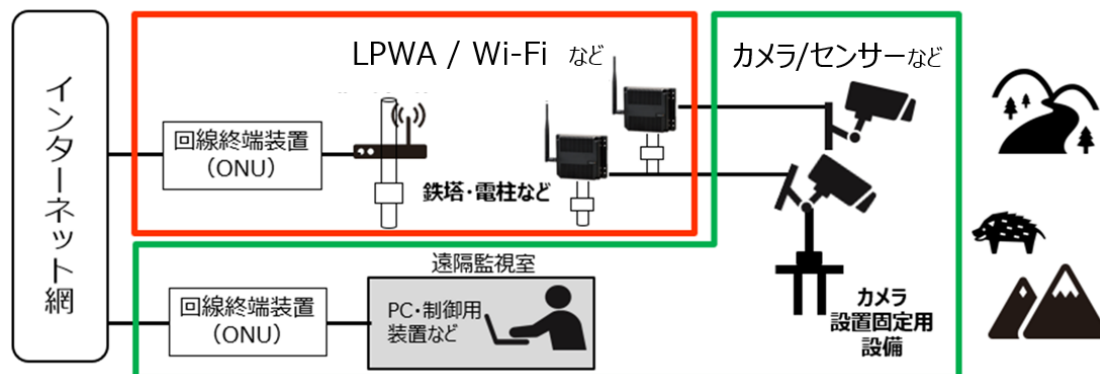 インターネット網
LPWA / Wi-Fi など
カメラ/センサーなど
回線終端装置
(ONU)
鉄塔・電柱など
遠隔監視室
回線終端装置
(ONU)
PC・制御用
装置など
カメラ
設置固定用
設備